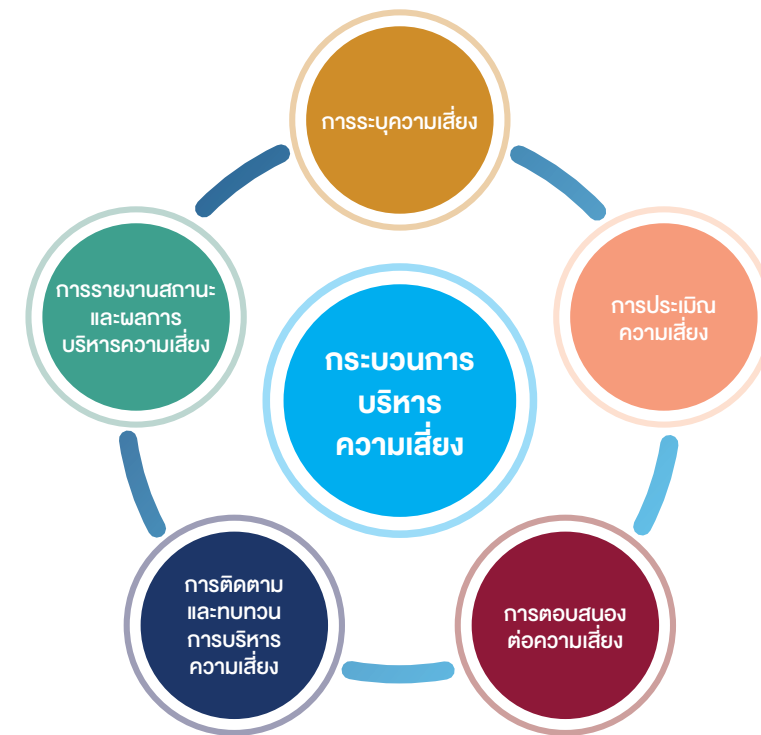 การระบุความเสี่ยง
การประเมิณ
ความเสี่ยง
การตอบสนอง
ต่อความเสี่ยง
การติดตาม
และทบทวน
การบริหาร
ความเสี่ยง
การรายงานสถานะ
และผลการ
บริหารความเสี่ยง
กระบวนการ
บริหาร
ความเสี่ยง